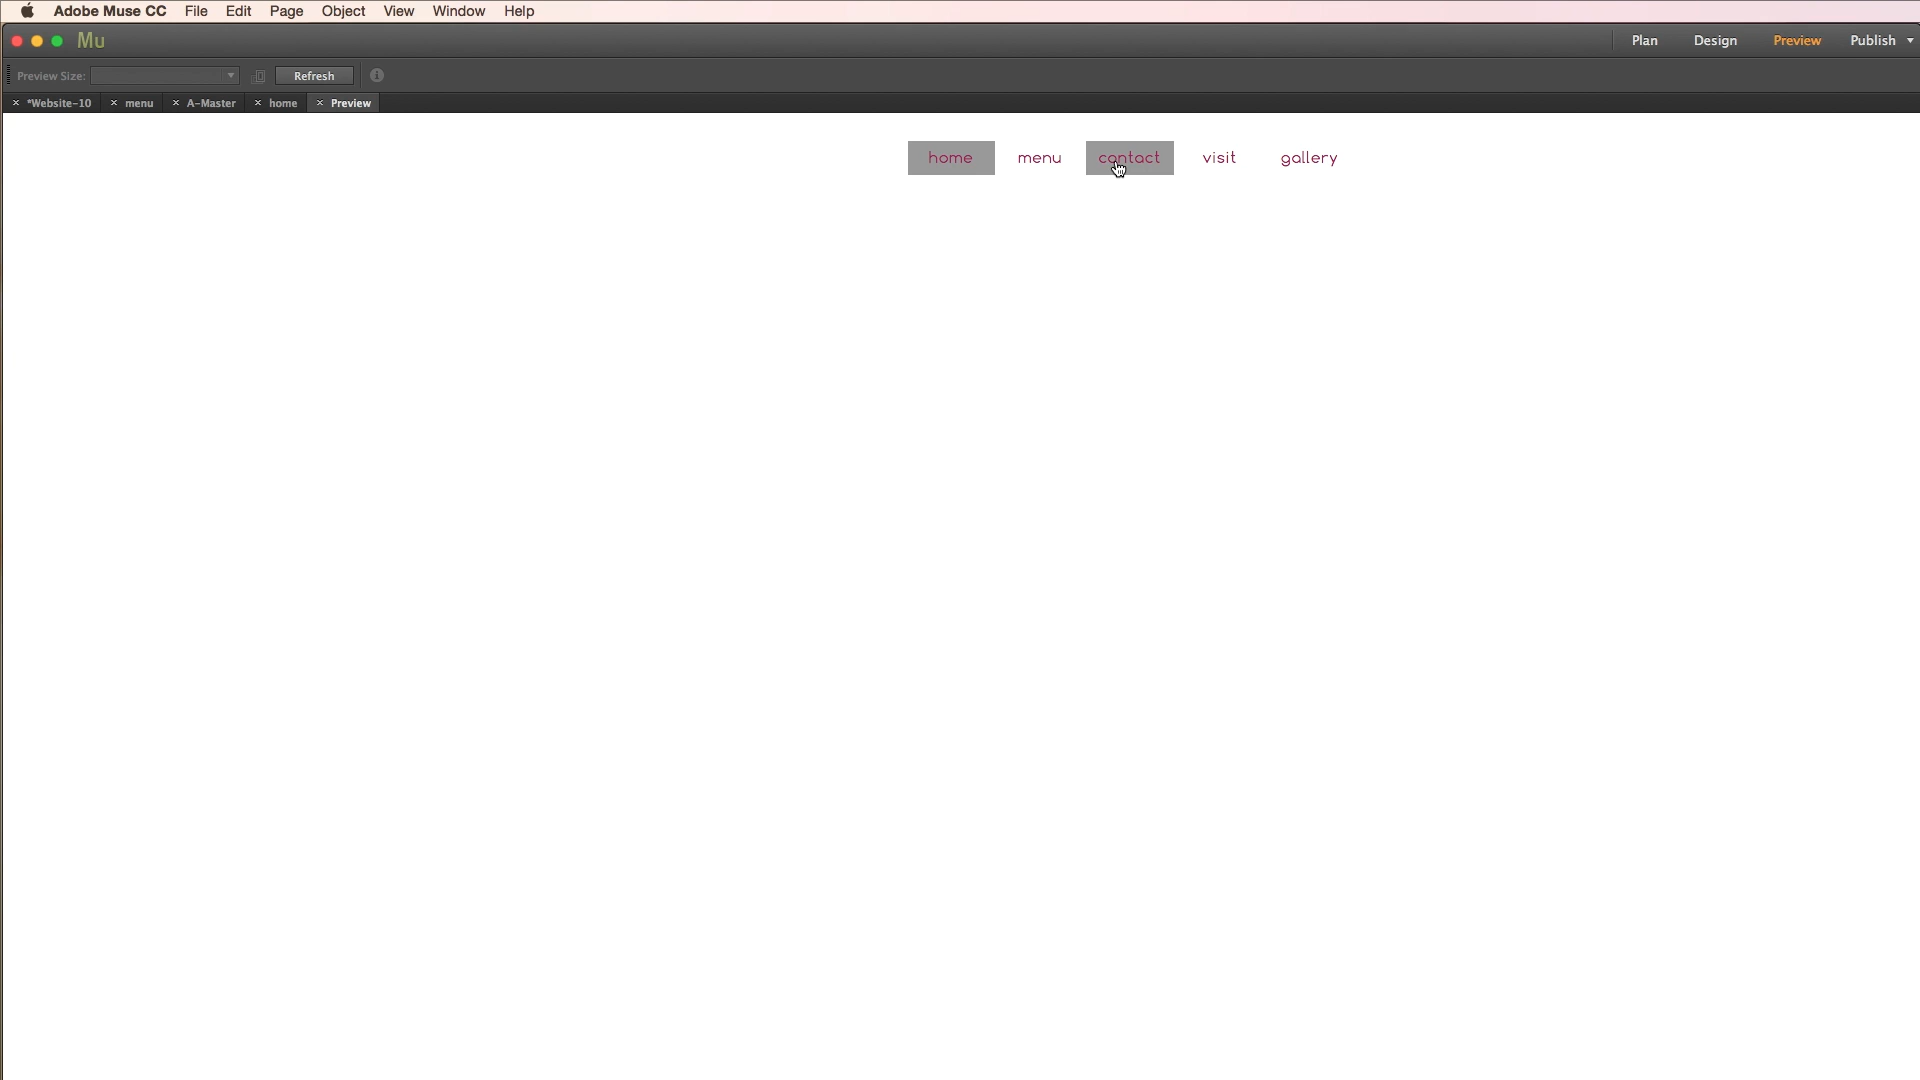 Adobe Muse CC File Edit Page Object View Window Help
Mu Plan Design Preview Publish
Preview Size: Refresh
*Website-10 menu A-Master home Preview
home menu contact visit gallery